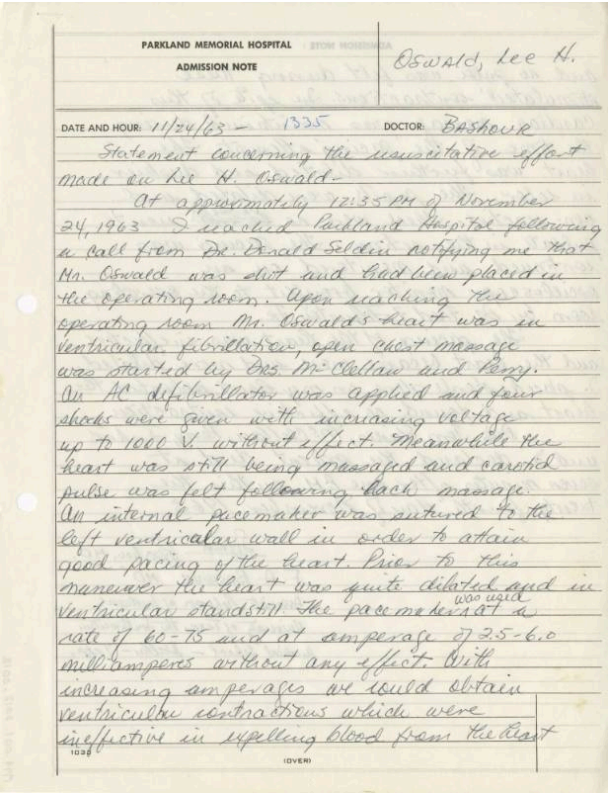 PARKLAND MEMORIAL HOSPITAL
ADMISSION NOTE
Oswald, Lee H.
DATE AND HOUR: 11/24/63 - 1335 DOCTOR: BASHOUR
Statement concerning the resuscitative effort
made on Lee H. Oswald-
At approximately 12:35 PM of November
24, 1963 I reached Parkland Hospital following
a call from Dr. Donald Seldin notifying me that
Mr. Oswald was shot and had been placed in
the operating room. Upon reaching the
operating room Mr. Oswald's heart was in
ventricular fibrillation, open chest massage
was started by Drs. McClellan and Perry.
An AC defibrillator was applied and four
shocks were given with increasing voltage
up to 1000 V. without effect. Meanwhile the
heart was still being massaged and carotid
pulse was felt following each massage.
An internal pacemaker was sutured to the
left ventricular wall in order to attain
good pacing of the heart. Prior to this
maneuver the heart was quite dilated and in
ventricular standstill. The pacemaker was used at a
rate of 60-75 and at amperage of 2.5-6.0
milliamperes without any effect. With
increasing amperages we could obtain
ventricular contractions which were
ineffective in expelling blood from the heart
1035
(OVER)